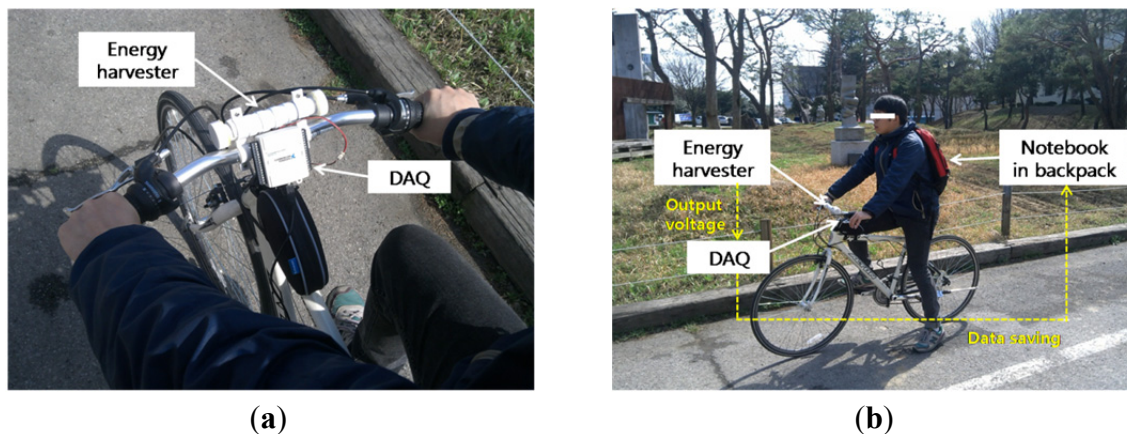 Energy
harvester
DAQ
(a)
Energy
harvester
Output
voltage
DAQ
Notebook
in backpack
Data saving
(b)